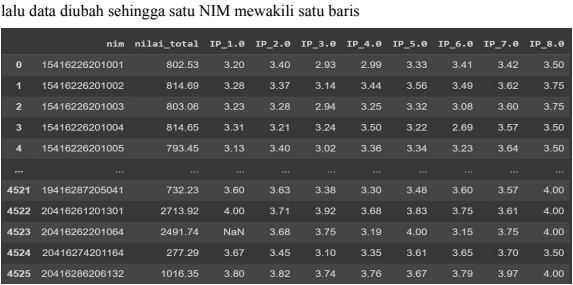 lalu data diubah sehingga satu NIM mewakili satu baris
nim nilai_total IP_1.0 IP_2.0 IP_3.0 IP_4.0 IP_5.0 IP_6.0 IP_7.0 IP_8.0
0 15416226201001 802.53 3.20 3.40 2.93 2.99 3.33 3.41 3.42 3.50
1 15416226201002 814.69 3.28 3.37 3.14 3.44 3.56 3.49 3.62 3.75
2 15416226201003 803.06 3.23 3.28 2.94 3.25 3.32 3.08 3.60 3.75
3 15416226201004 814.65 3.31 3.21 3.24 3.50 3.22 2.69 3.57 3.50
4 15416226201005 793.45 3.13 3.40 3.02 3.36 3.34 3.23 3.64 3.50
... ... ... ... ... ... ... ... ... ... ...
4521 19416287205041 732.23 3.60 3.63 3.38 3.30 3.48 3.60 3.57 4.00
4522 20416261201301 2713.92 4.00 3.71 3.92 3.68 3.83 3.75 3.61 4.00
4523 20416262201064 2491.74 NaN 3.68 3.75 3.19 4.00 3.15 3.75 4.00
4524 20416274201164 277.29 3.67 3.45 3.10 3.35 3.61 3.65 3.70 3.50
4525 20416286206132 1016.35 3.80 3.82 3.74 3.76 3.67 3.79 3.97 4.00